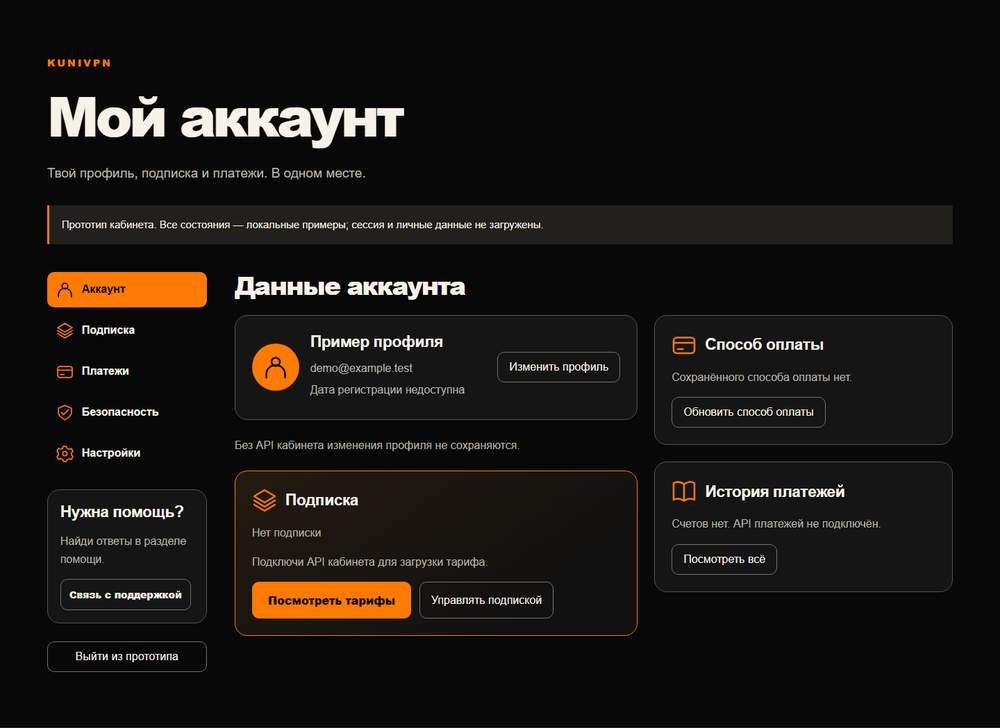 KUNIVPN
Мой аккаунт
Твой профиль, подписка и платежи. В одном месте.
Прототип кабинета. Все состояния — локальные примеры; сессия и личные данные не загружены.
Аккаунт
Подписка
Платежи
Безопасность
Настройки
Нужна помощь?
Найди ответы в разделе
помощи.
Связь с поддержкой
Выйти из прототипа
Данные аккаунта
Пример профиля
demo@example.test
Дата регистрации недоступна
Изменить профиль
Без API кабинета изменения профиля не сохраняются.
Подписка
Нет подписки
Подключи API кабинета для загрузки тарифа.
Посмотреть тарифы
Управлять подпиской
Способ оплаты
Сохранённого способа оплаты нет.
Обновить способ оплаты
История платежей
Счетов нет. API платежей не подключён.
Посмотреть всё